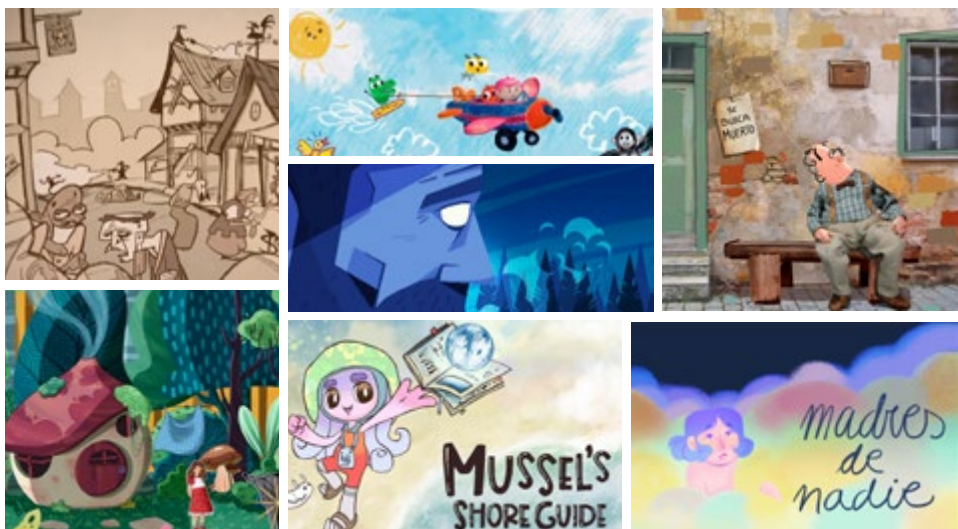 SE
BUSCA
MUERTO
MUSSEL'S
SHORE GUIDE
madres
de
nadie